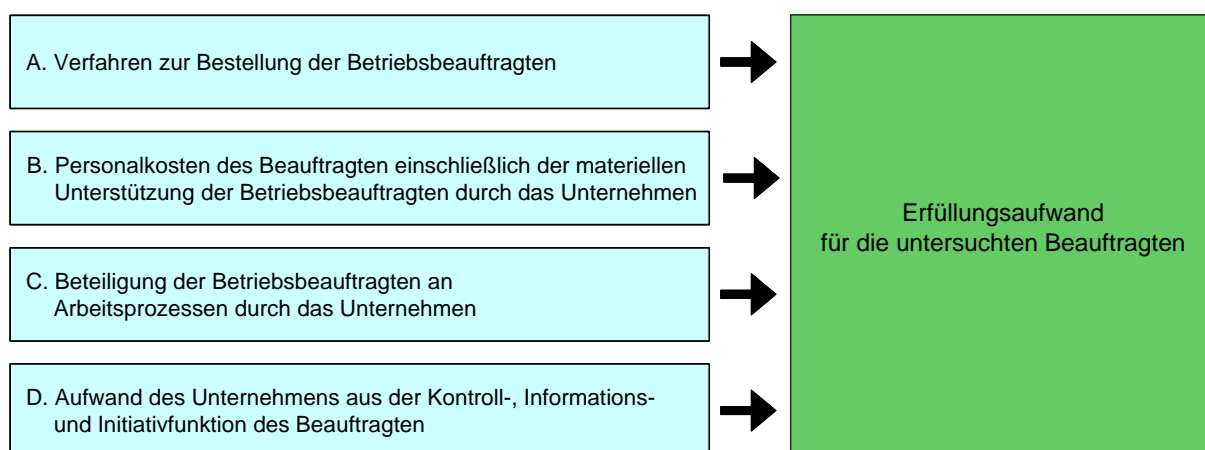 A. Verfahren zur Bestellung der Betriebsbeauftragten
B. Personalkosten des Beauftragten einschließlich der materiellen
Unterstützung der Betriebsbeauftragten durch das Unternehmen
C. Beteiligung der Betriebsbeauftragten an
Arbeitsprozessen durch das Unternehmen
D. Aufwand des Unternehmens aus der Kontroll-, Informations-
und Initiativfunktion des Beauftragten
Erfüllungsaufwand
für die untersuchten Beauftragten